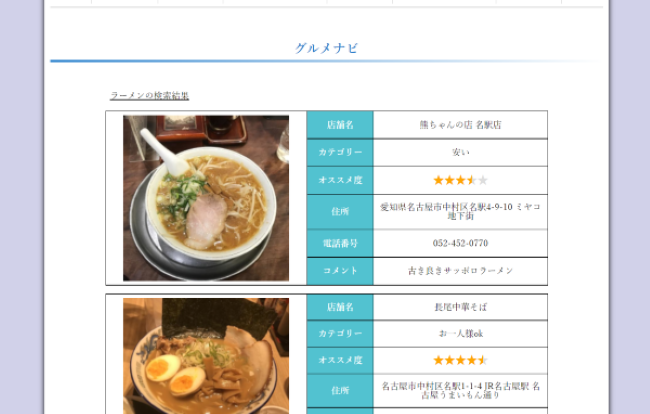 グルメナビ
ラーメンの検索結果
店舗名 熊ちゃんの店 名駅店
カテゴリー 安い
オススメ度
住所 愛知県名古屋市中村区名駅4-9-10 ミヤコ
地下街
電話番号 052-452-0770
コメント 古き良きサッポロラーメン
店舗名 長尾中華そば
カテゴリー お一人様ok
オススメ度
住所 名古屋市中村区名駅1-1-4 JR名古屋駅 名
古屋うまいもん通り